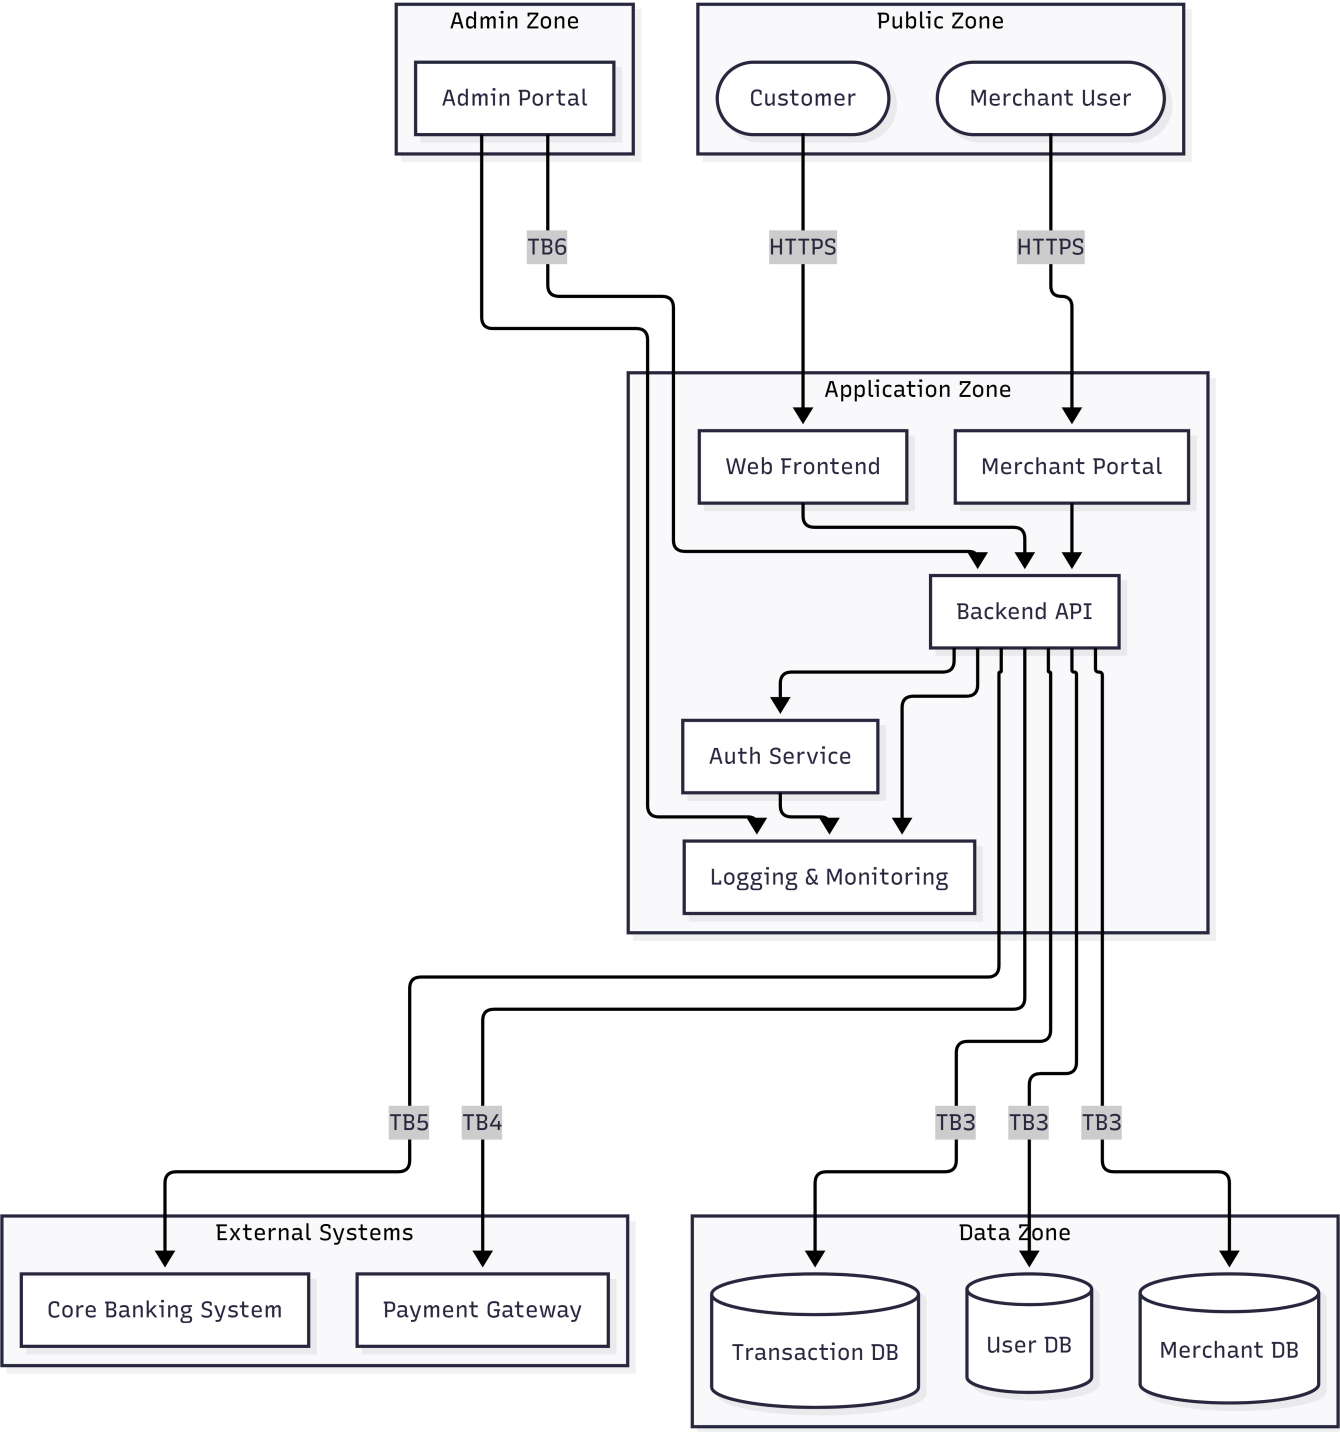 Admin Zone
Public Zone
Admin Portal
Customer
Merchant User
TB6
HTTPS
HTTPS
Application Zone
Web Frontend
Merchant Portal
Backend API
Auth Service
Logging & Monitoring
TB5
TB4
TB3
TB3
TB3
External Systems
Data Zone
Core Banking System
Payment Gateway
Transaction DB
User DB
Merchant DB